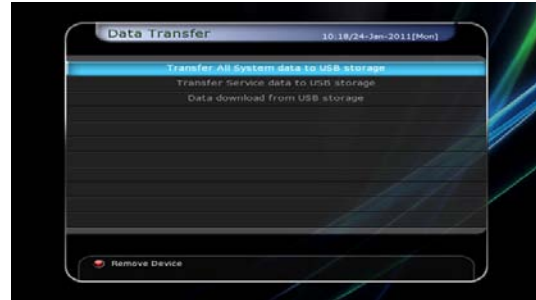 Data Transfer 10:18/24-Jan-2011[Mon]
Transfer All System data to USB storage
Transfer Service data to USB storage
Data download from USB storage
Remove Device